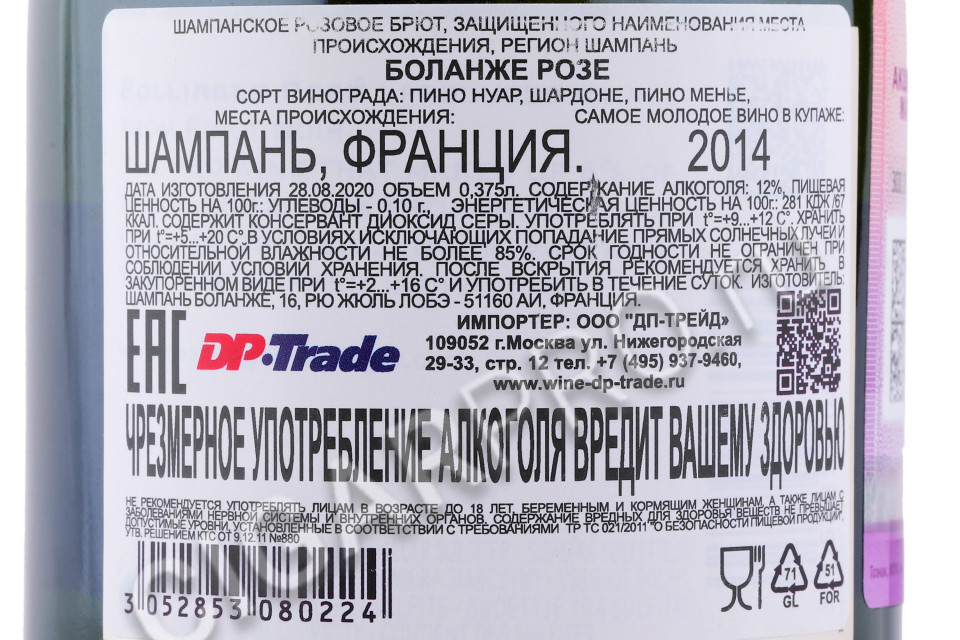 ШАМПАНСКОЕ РОЗОВОЕ БРЮТ, ЗАЩИЩЕННОГО НАИМЕНОВАНИЯ МЕСТА
ПРОИСХОЖДЕНИЯ, РЕГИОН ШАМПАНЬ
БОЛАНЖЕ РОЗЕ
СОРТ ВИНОГРАДА: ПИНО НУАР, ШАРДОНЕ, ПИНО МЕНЬЕ,
МЕСТА ПРОИСХОЖДЕНИЯ: САМОЕ МОЛОДОЕ ВИНО В КУПАЖЕ:
ШАМПАНЬ, ФРАНЦИЯ. 2014
ДАТА ИЗГОТОВЛЕНИЯ 28.08.2020 ОБЪЕМ 0,375л. СОДЕРЖАНИЕ АЛКОГОЛЯ: 12%, ПИЩЕВАЯ
ЦЕННОСТЬ НА 100г.: УГЛЕВОДЫ - 0,10 г., ЭНЕРГЕТИЧЕСКАЯ ЦЕННОСТЬ НА 100г.: 281 КДЖ /67
ККАЛ. СОДЕРЖИТ КОНСЕРВАНТ ДИОКСИД СЕРЫ. УПОТРЕБЛЯТЬ ПРИ t°=+9...+12 С°. ХРАНИТЬ
ПРИ t°=+5...+20 С°.В УСЛОВИЯХ ИСКЛЮЧАЮЩИХ ПОПАДАНИЕ ПРЯМЫХ СОЛНЕЧНЫХ ЛУЧЕЙ И
ОТНОСИТЕЛЬНОЙ ВЛАЖНОСТИ НЕ БОЛЕЕ 85%. СРОК ГОДНОСТИ НЕ ОГРАНИЧЕН ПРИ
СОБЛЮДЕНИИ УСЛОВИЙ ХРАНЕНИЯ. ПОСЛЕ ВСКРЫТИЯ РЕКОМЕНДУЕТСЯ ХРАНИТЬ В
ЗАКУПОРЕННОМ ВИДЕ ПРИ t°=+2...+16 С° И УПОТРЕБИТЬ В ТЕЧЕНИЕ СУТОК. ИЗГОТОВИТЕЛЬ:
ШАМПАНЬ БОЛАНЖЕ, 16, РЮ ЖЮЛЬ ЛОБЭ - 51160 АИ, ФРАНЦИЯ.
ЕАС DP·Trade
ИМПОРТЕР: ООО "ДП-ТРЕЙД"
109052 г.Москва ул. Нижегородская
29-33, стр. 12 тел. +7 (495) 937-9460,
www.wine-dp-trade.ru
ЧРЕЗМЕРНОЕ УПОТРЕБЛЕНИЕ АЛКОГОЛЯ ВРЕДИТ ВАШЕМУ ЗДОРОВЬЮ
НЕ РЕКОМЕНДУЕТСЯ УПОТРЕБЛЯТЬ ЛИЦАМ В ВОЗРАСТЕ ДО 18 ЛЕТ, БЕРЕМЕННЫМ И КОРМЯЩИМ ЖЕНЩИНАМ, А ТАКЖЕ ЛИЦАМ С
ЗАБОЛЕВАНИЯМИ НЕРВНОЙ СИСТЕМЫ И ВНУТРЕННИХ ОРГАНОВ. СОДЕРЖАНИЕ ВРЕДНЫХ ДЛЯ ЗДОРОВЬЯ ВЕЩЕСТВ НЕ ПРЕВЫШАЕТ
ДОПУСТИМЫЕ УРОВНИ, УСТАНОВЛЕННЫЕ В СООТВЕТСТВИИ С ТРЕБОВАНИЯМИ ТР ТС 021/2011 "О БЕЗОПАСНОСТИ ПИЩЕВОЙ ПРОДУКЦИИ",
УТВ. РЕШЕНИЕМ КТС ОТ 9.12.11 №880
3 052853 080224
71 GL
51 FOR
CIGARPRO.ru